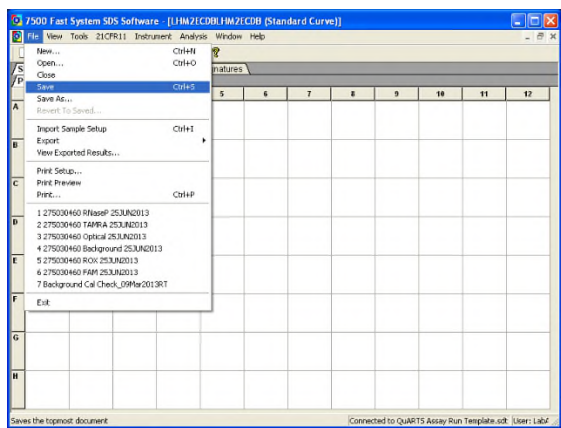 7500 Fast System SDS Software - [LHM2ECDBLHM2ECDB (Standard Curve)]
File View Tools 21CFR11 Instrument Analysis Window Help
New... Ctrl+N
Open... Ctrl+O
Close
Save Ctrl+S
Save As...
Revert To Saved...
Import Sample Setup Ctrl+I
Export
View Exported Results...
Print Setup...
Print Preview
Print... Ctrl+P
1 275030460 RNaseP 25JUN2013
2 275030460 TAMRA 25JUN2013
3 275030460 Optical 25JUN2013
4 275030460 Background 25JUN2013
5 275030460 ROX 25JUN2013
6 275030460 FAM 25JUN2013
7 Background Cal Check_09Mar2013RT
Exit
natures
5 6 7 8 9 10 11 12
A
B
C
D
E
F
G
H
Saves the topmost document
Connected to QuARTS Assay Run Template.sdt
User: